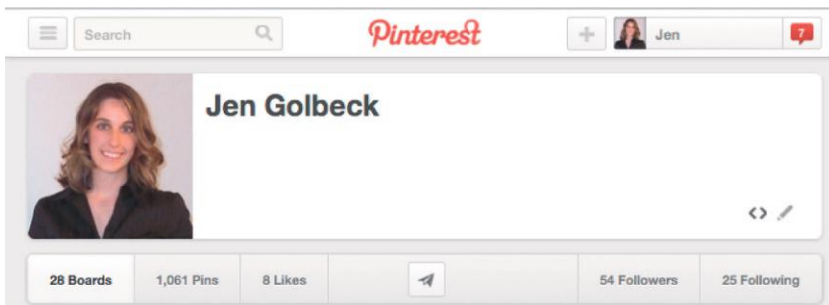 Search Pinterest Jen 7
Jen Golbeck
28 Boards 1,061 Pins 8 Likes 54 Followers 25 Following